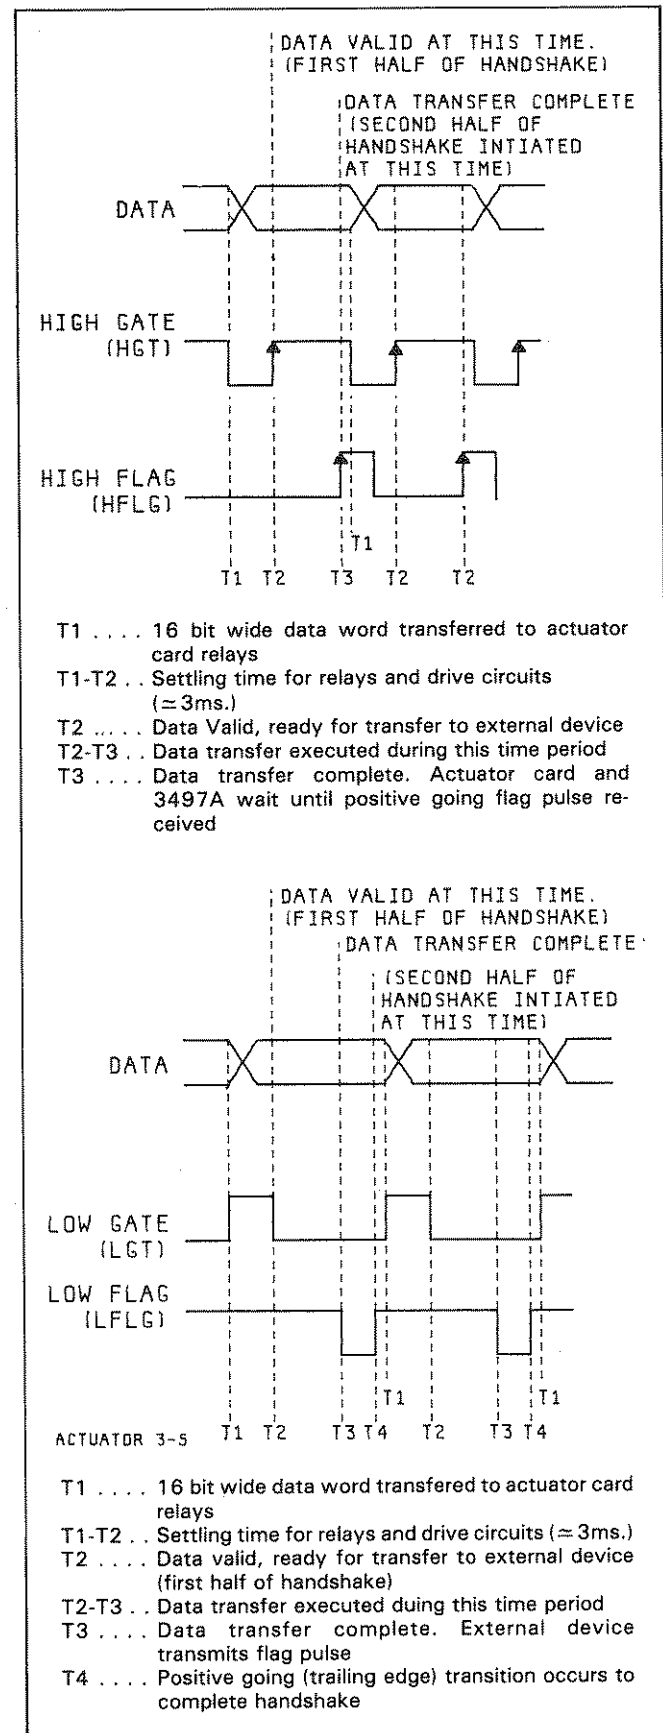 DATA VALID AT THIS TIME.
(FIRST HALF OF HANDSHAKE)
DATA TRANSFER COMPLETE
(SECOND HALF OF
HANDSHAKE INTIATED
AT THIS TIME)
DATA
HIGH GATE
(HGT)
HIGH FLAG
(HFLG)
T1
T1 T2 T3 T2 T2
T1 .... 16 bit wide data word transferred to actuator
card relays
T1-T2 .. Settling time for relays and drive circuits
(≃3ms.)
T2 ..... Data Valid, ready for transfer to external device
T2-T3 .. Data transfer executed during this time period
T3 .... Data transfer complete. Actuator card and
3497A wait until positive going flag pulse re-
ceived
DATA VALID AT THIS TIME.
(FIRST HALF OF HANDSHAKE)
DATA TRANSFER COMPLETE
(SECOND HALF OF
HANDSHAKE INTIATED
AT THIS TIME)
DATA
LOW GATE
(LGT)
LOW FLAG
(LFLG)
T1 T1
ACTUATOR 3-5 T1 T2 T3 T4 T2 T3 T4
T1 .... 16 bit wide data word transfered to actuator card
relays
T1-T2 .. Settling time for relays and drive circuits (≃3ms.)
T2 .... Data valid, ready for transfer to external device
(first half of handshake)
T2-T3 .. Data transfer executed duing this time period
T3 .... Data transfer complete. External device
transmits flag pulse
T4 .... Positive going (trailing edge) transition occurs to
complete handshake